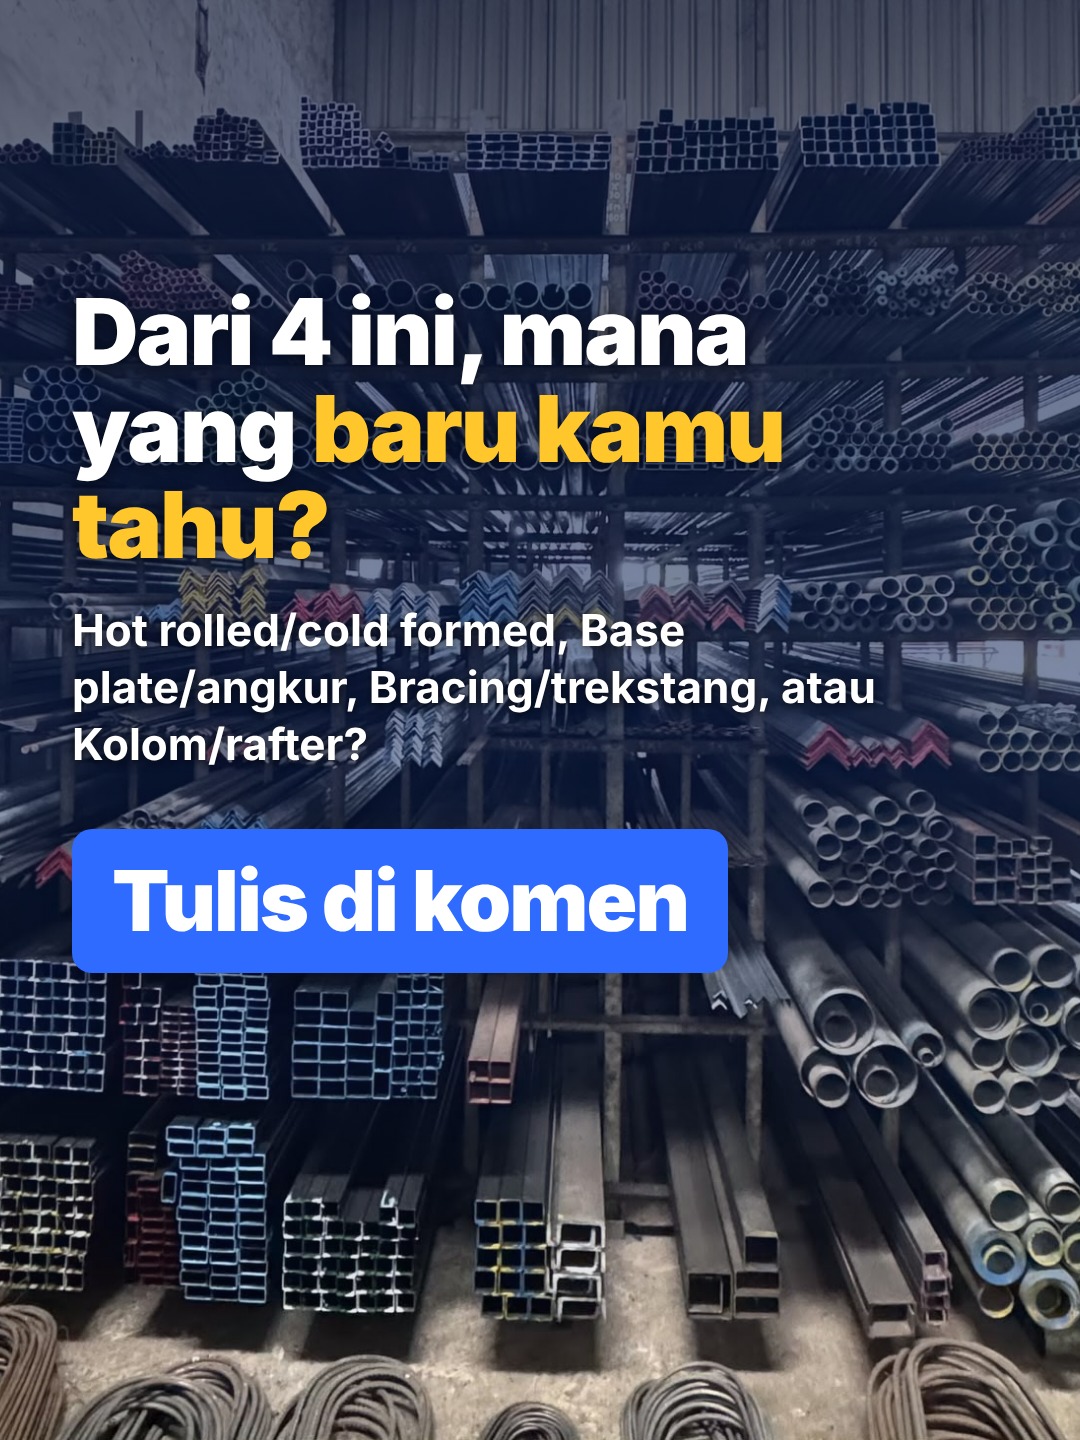 Dari 4 ini, mana
yang baru kamu
tahu?
Hot rolled/cold formed, Base
plate/angkur, Bracing/trekstang, atau
Kolom/rafter?
Tulis di komen